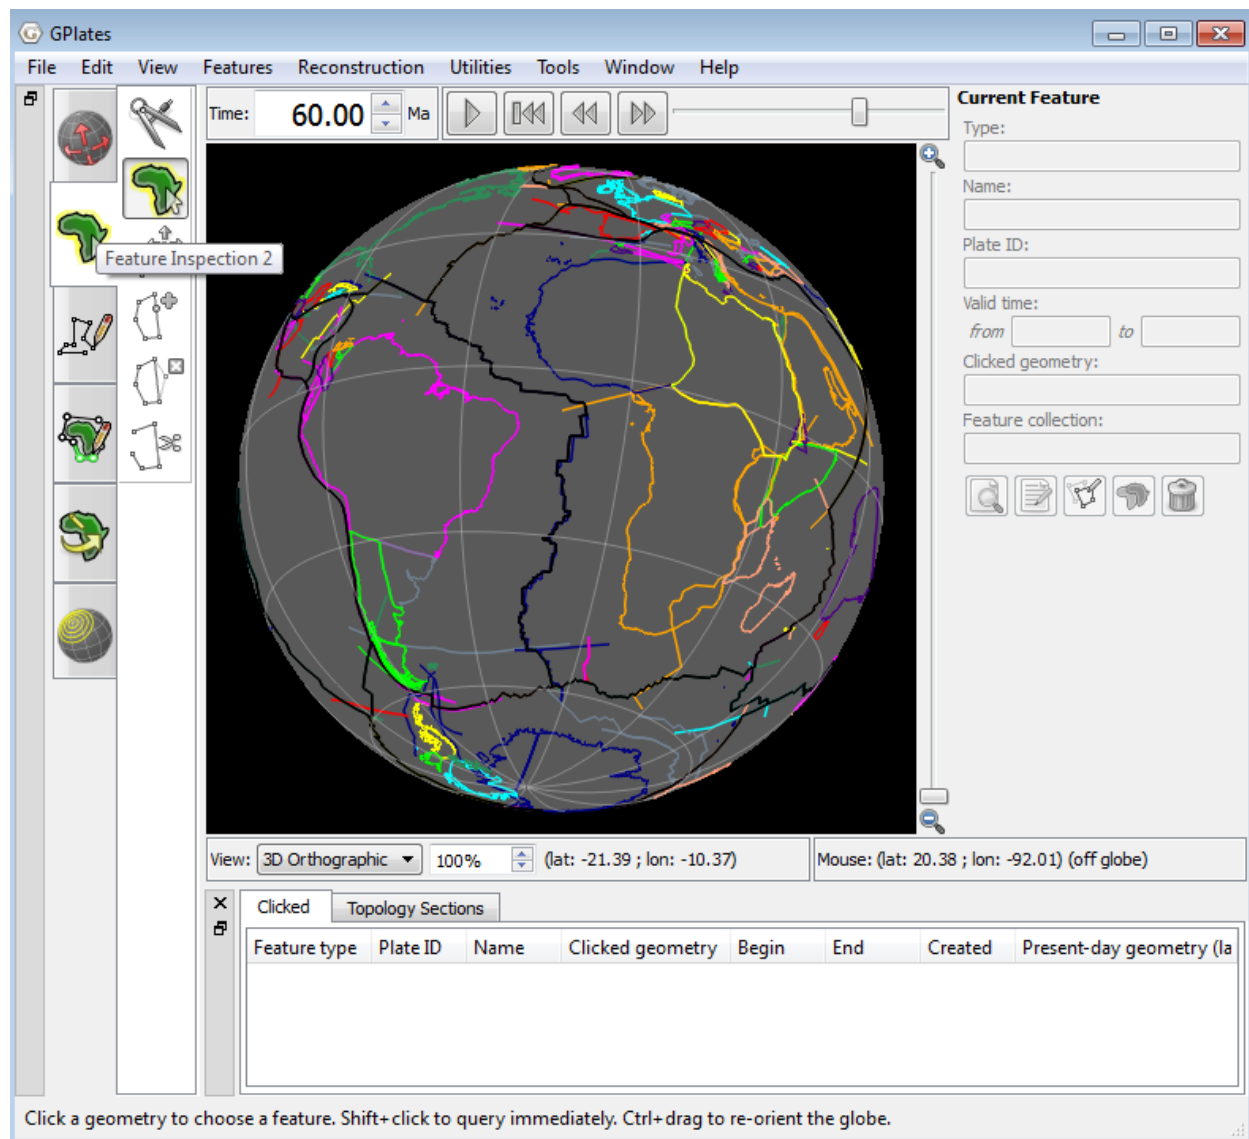 GPlates
File Edit View Features Reconstruction Utilities Tools Window Help
Time: 60.00 Ma
Current Feature
Type:
Name:
Plate ID:
Valid time:
from to
Clicked geometry:
Feature collection:
Feature Inspection 2
View: 3D Orthographic 100% (lat: -21.39 ; lon: -10.37) Mouse: (lat: 20.38 ; lon: -92.01) (off globe)
Clicked Topology Sections
Feature type Plate ID Name Clicked geometry Begin End Created Present-day geometry (la
Click a geometry to choose a feature. Shift+click to query immediately. Ctrl+drag to re-orient the globe.